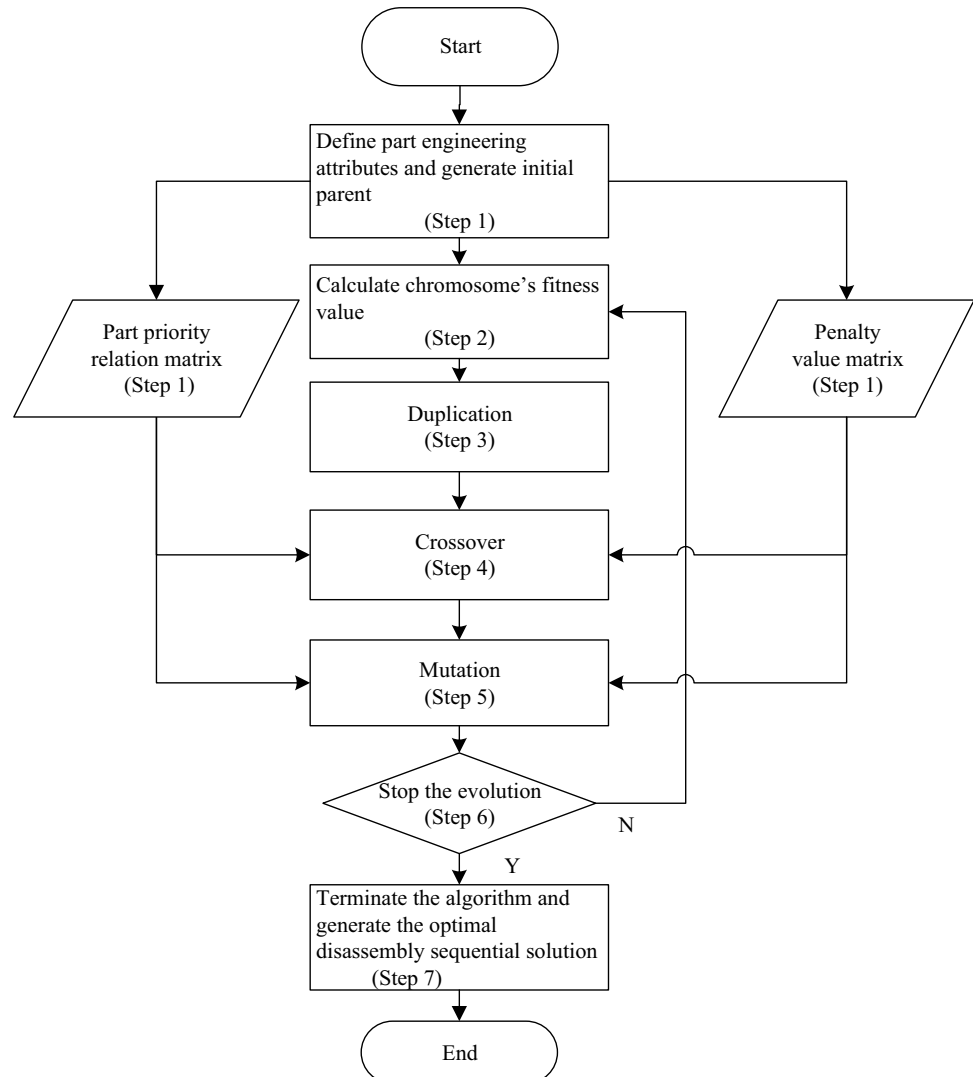 Start
Define part engineering
attributes and generate initial
parent
(Step 1)
Calculate chromosome’s fitness
value
(Step 2)
Part priority
relation matrix
(Step 1)
Penalty
value matrix
(Step 1)
Duplication
(Step 3)
Crossover
(Step 4)
Mutation
(Step 5)
Stop the evolution
(Step 6)
N
Y
Terminate the algorithm and
generate the optimal
disassembly sequential solution
(Step 7)
End